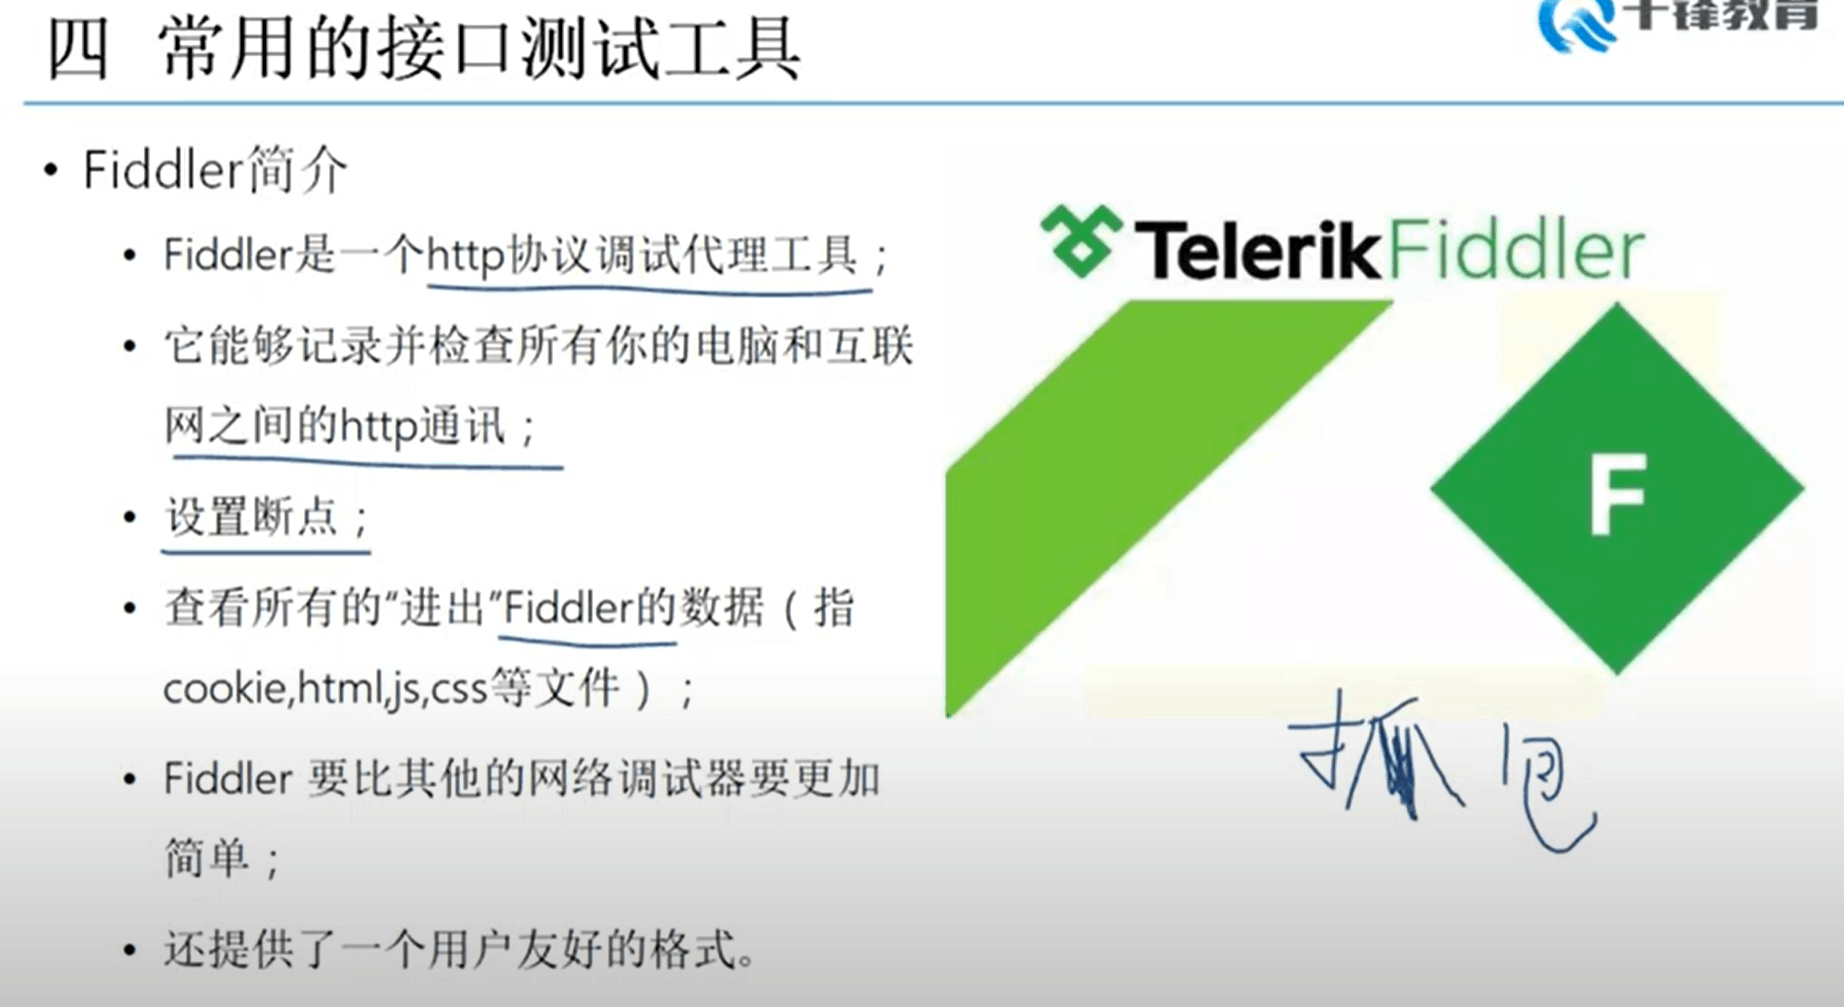 四 常用的接口测试工具
千锋教育
• Fiddler简介
• Fiddler是一个http协议调试代理工具；
• 它能够记录并检查所有你的电脑和互联
网之间的http通讯；
• 设置断点；
• 查看所有的“进出”Fiddler的数据（指
cookie,html,js,css等文件）；
• Fiddler 要比其他的网络调试器要更加
简单；
• 还提供了一个用户友好的格式。
Telerik Fiddler
F
抓包